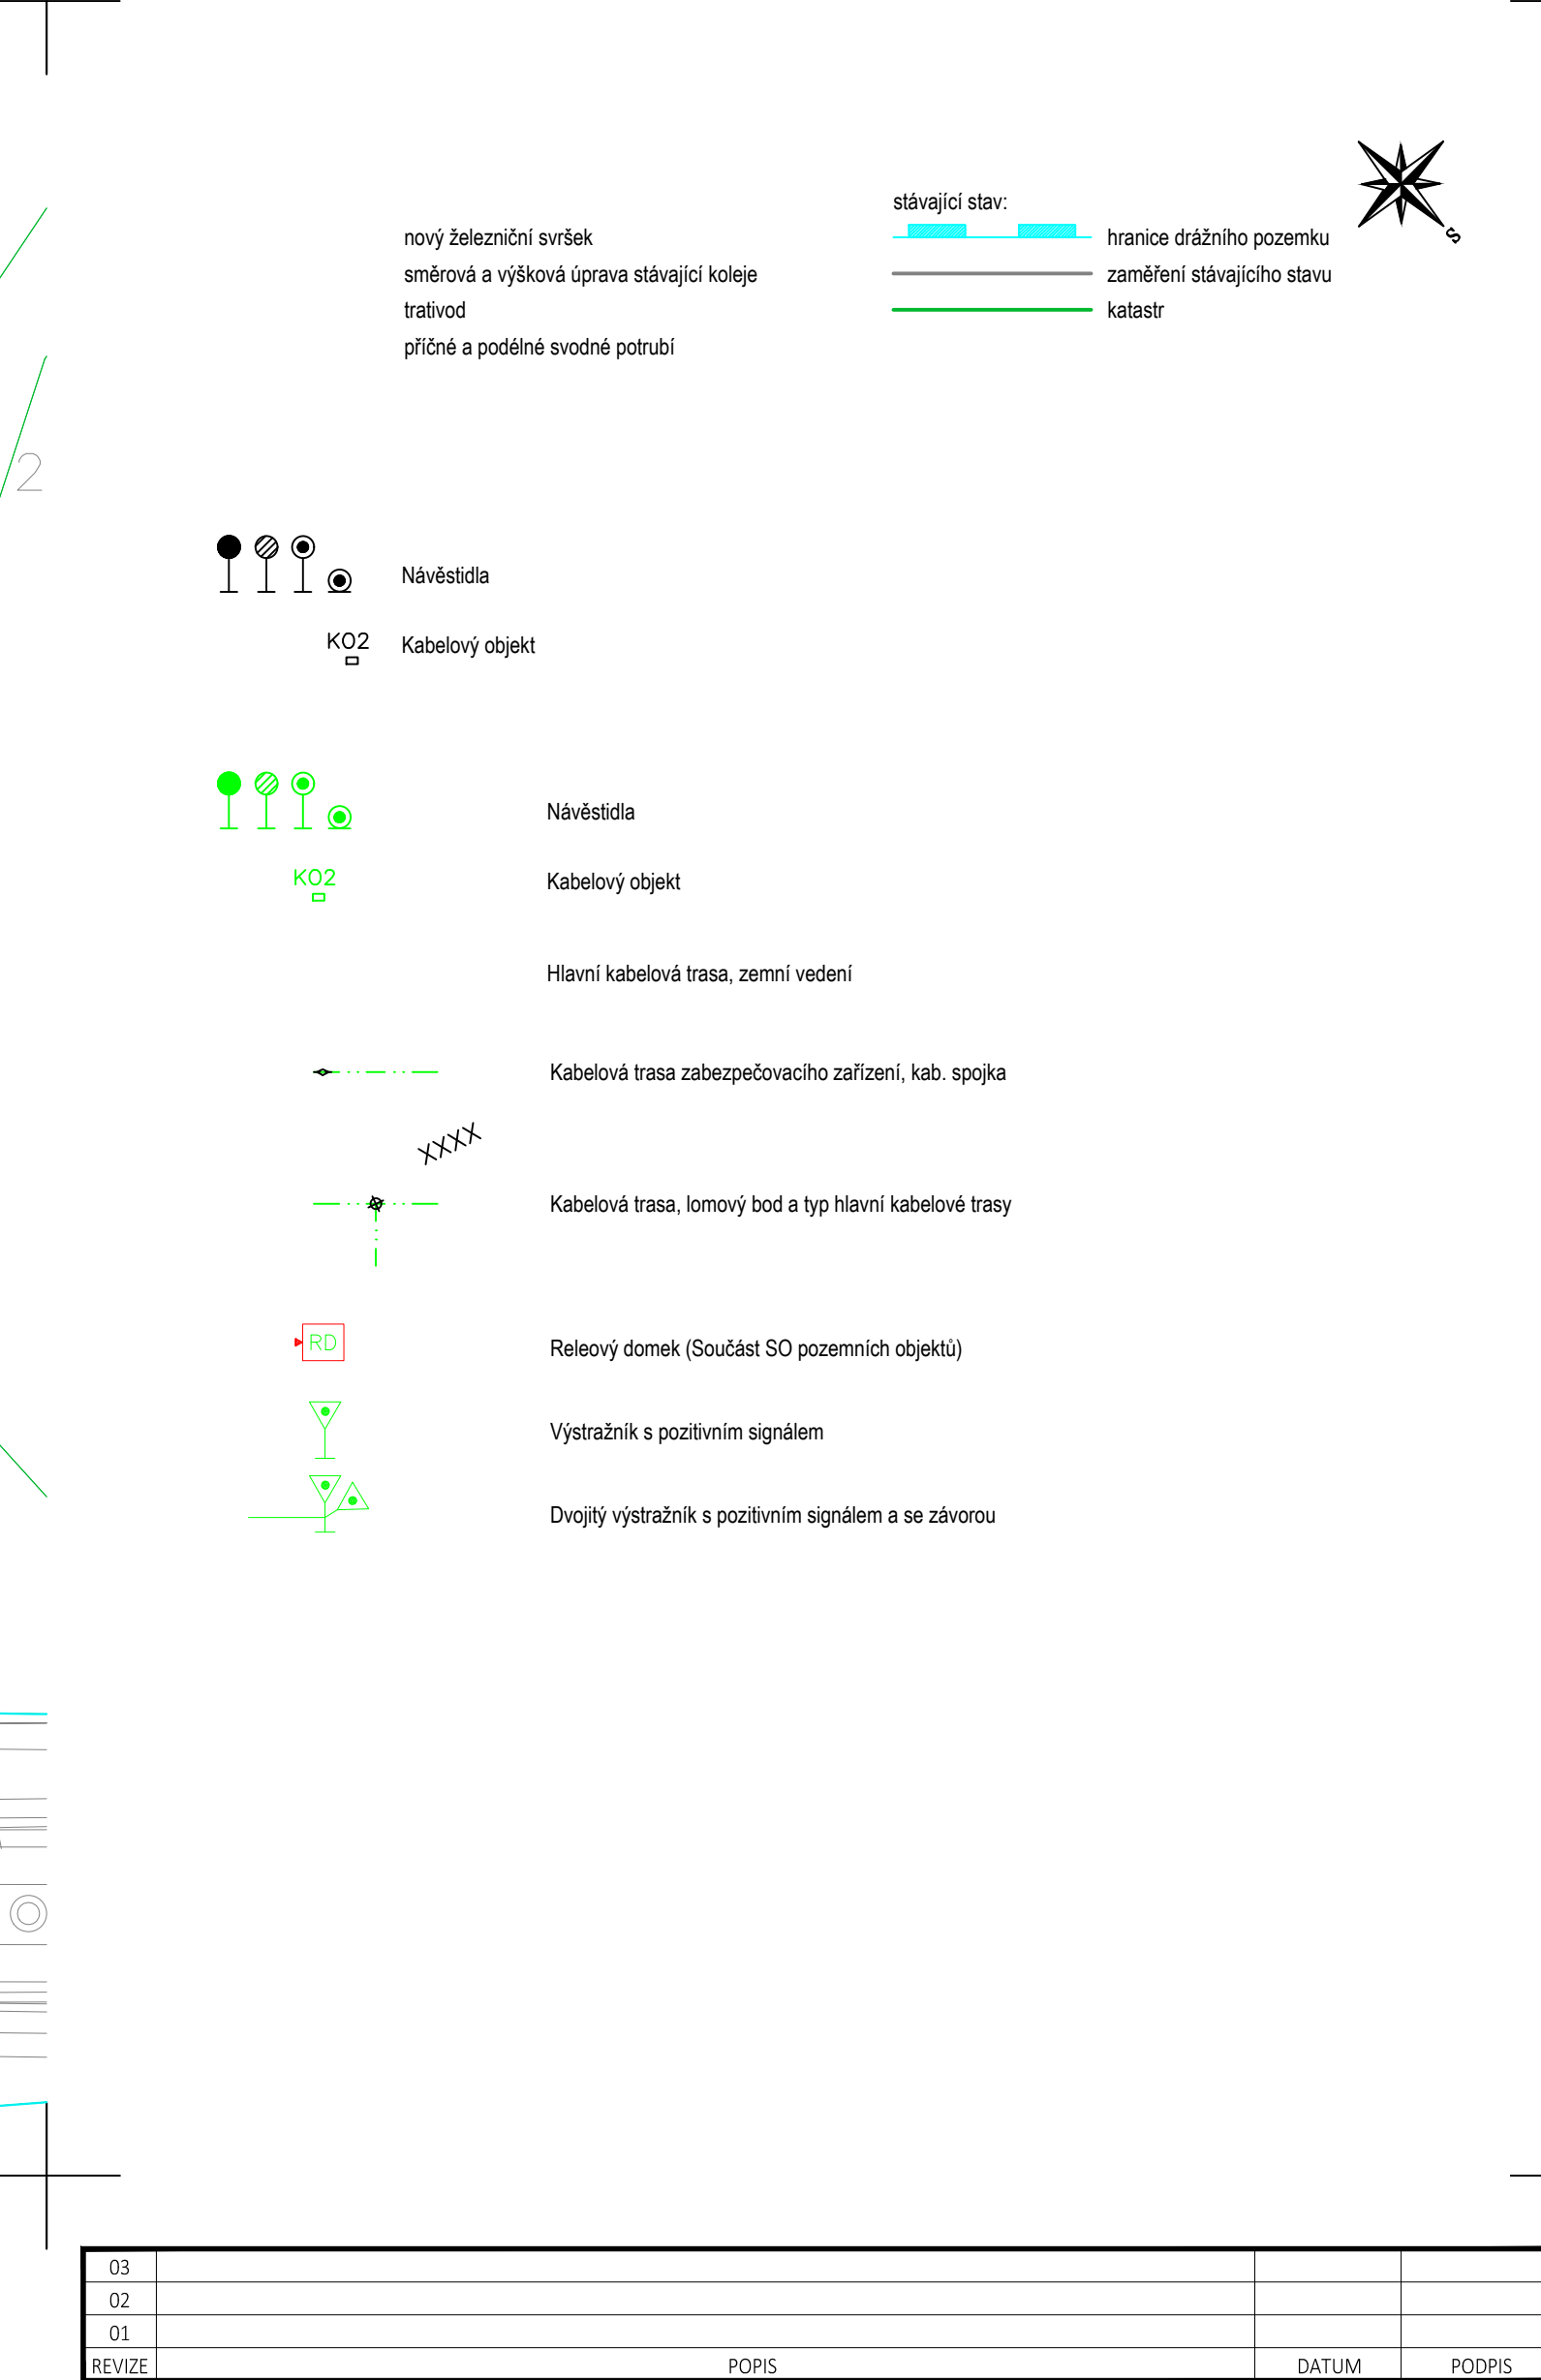 stávající stav:
nový železniční svršek
hranice drážního pozemku
S
směrová a výšková úprava stávající koleje
zaměření stávajícího stavu
trativod
katastr
příčné a podélné svodné potrubí
2
Návěstidla
K02
Kabelový objekt
Návěstidla
K02
Kabelový objekt
Hlavní kabelová trasa, zemní vedení
Kabelová trasa zabezpečovacího zařízení, kab. spojka
XXXX
Kabelová trasa, lomový bod a typ hlavní kabelové trasy
RD
Releový domek (Součást SO pozemních objektů)
Výstražník s pozitivním signálem
Dvojitý výstražník s pozitivním signálem a se závorou
03
02
01
REVIZE POPIS DATUM PODPIS